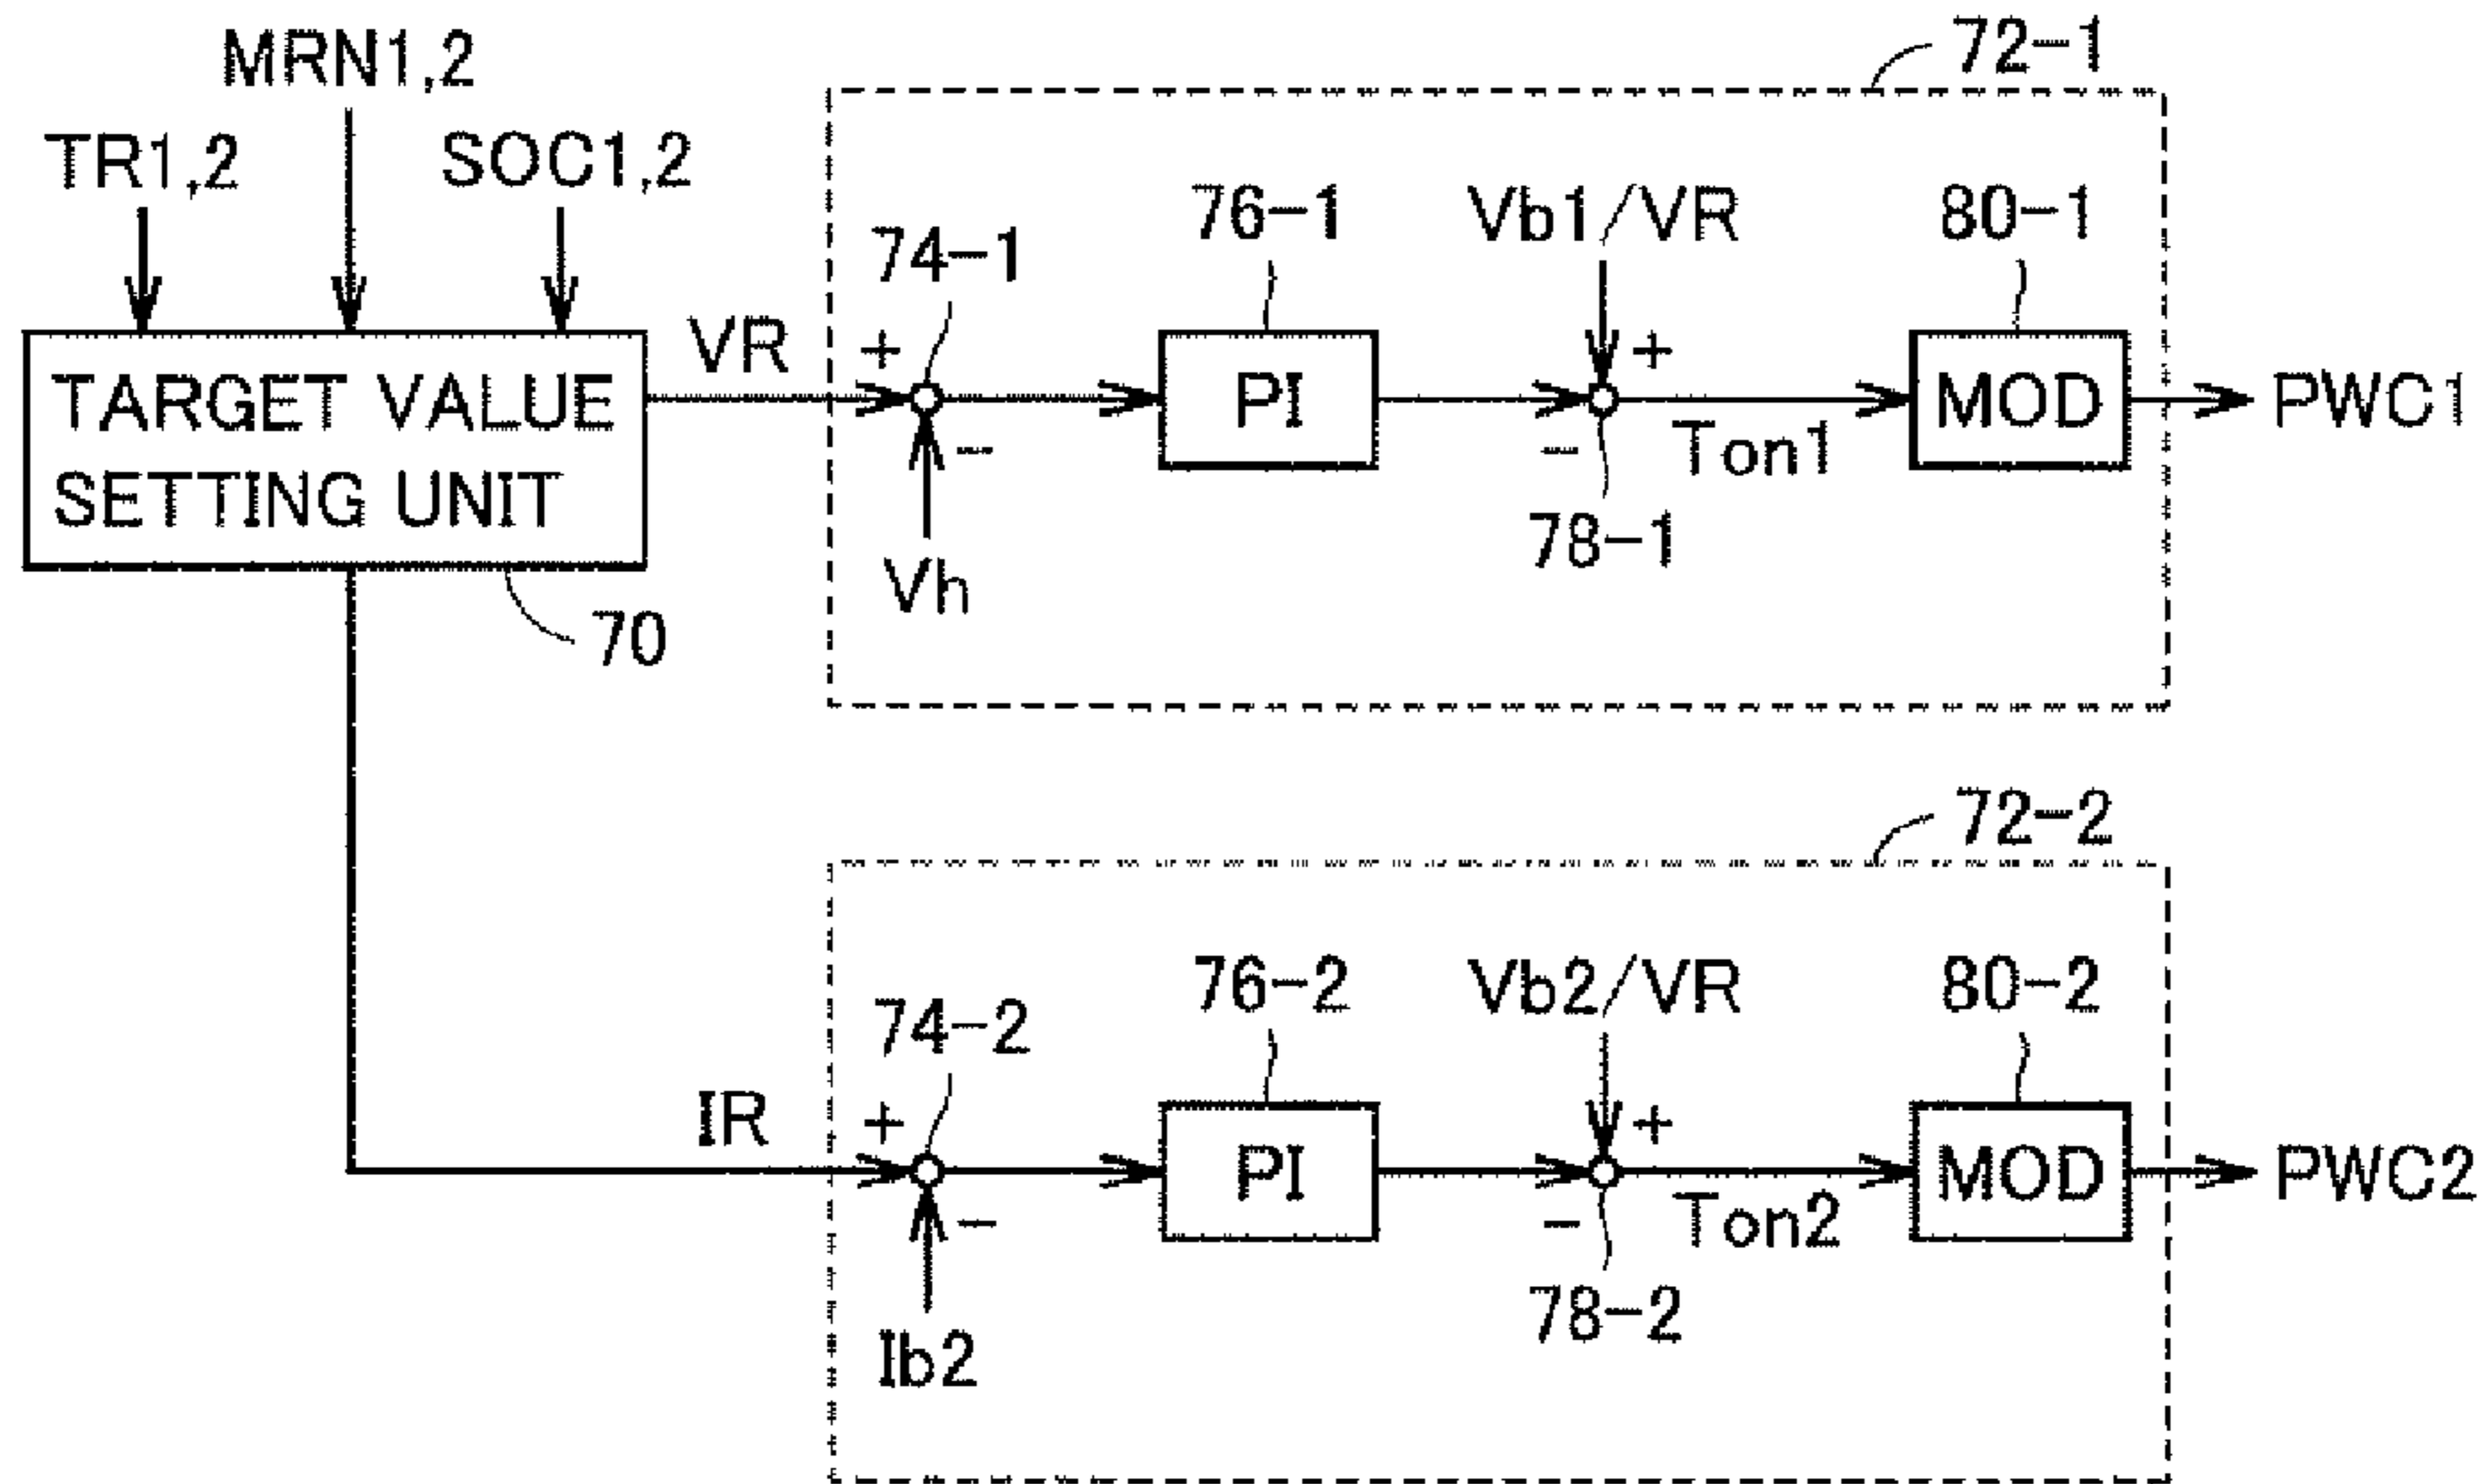 MRN1,2
TR1,2
SOC1,2
TARGET VALUE
SETTING UNIT
70
VR
72-1
74-1
+
-
Vh
76-1
PI
Vb1/VR
+
-
78-1
Ton1
80-1
MOD
PWC1
IR
72-2
74-2
+
-
Ib2
76-2
PI
Vb2/VR
+
-
78-2
Ton2
80-2
MOD
PWC2